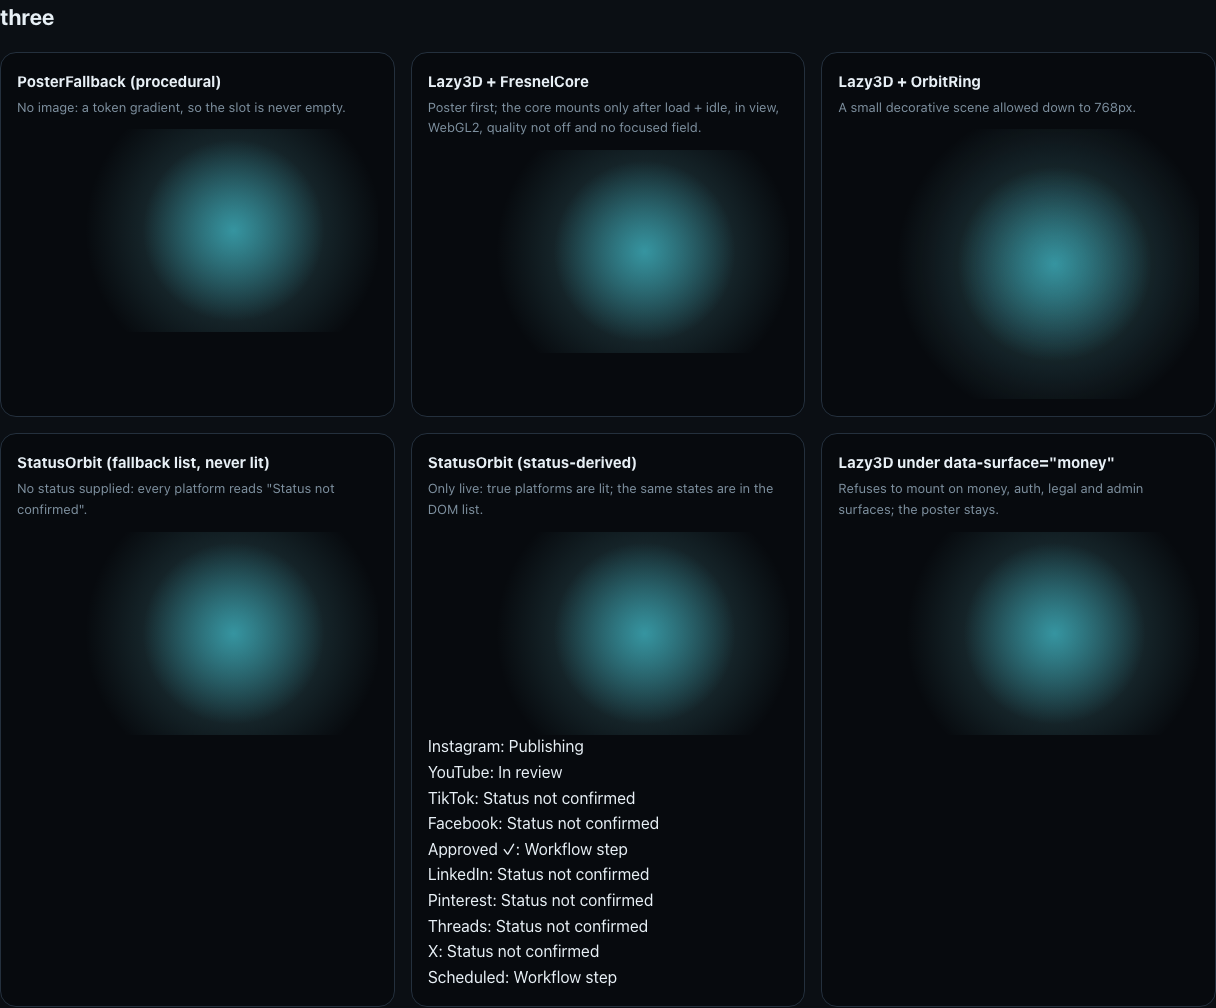 three
PosterFallback (procedural)
No image: a token gradient, so the slot is never empty.
Lazy3D + FresnelCore
Poster first; the core mounts only after load + idle, in view,
WebGL2, quality not off and no focused field.
Lazy3D + OrbitRing
A small decorative scene allowed down to 768px.
StatusOrbit (fallback list, never lit)
No status supplied: every platform reads "Status not
confirmed".
StatusOrbit (status-derived)
Only live: true platforms are lit; the same states are in the
DOM list.
Instagram: Publishing
YouTube: In review
TikTok: Status not confirmed
Facebook: Status not confirmed
Approved ✓: Workflow step
LinkedIn: Status not confirmed
Pinterest: Status not confirmed
Threads: Status not confirmed
X: Status not confirmed
Scheduled: Workflow step
Lazy3D under data-surface="money"
Refuses to mount on money, auth, legal and admin
surfaces; the poster stays.